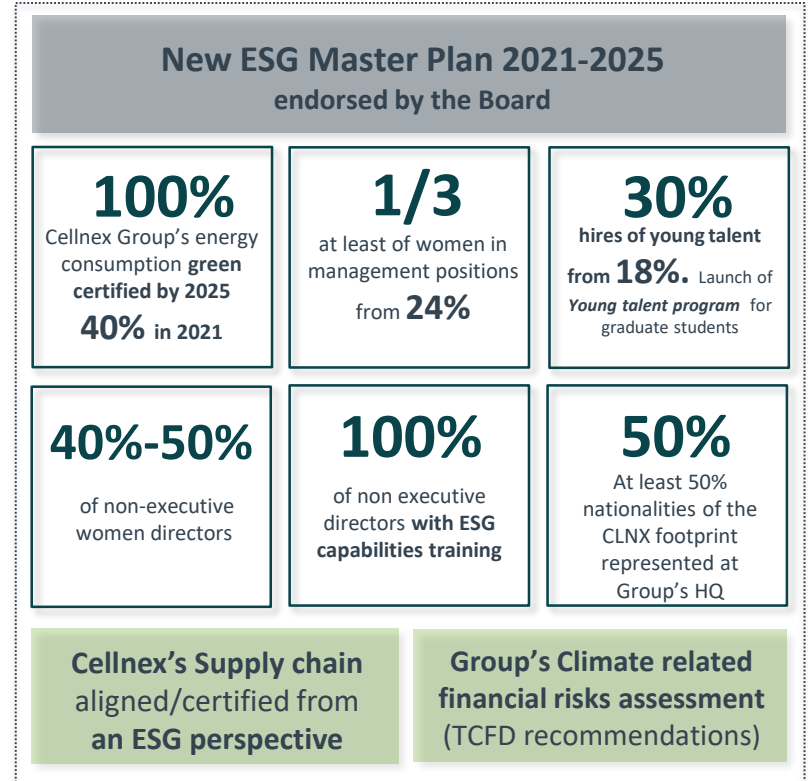 New ESG Master Plan 2021-2025
endorsed by the Board
100%
Cellnex Group's energy
consumption green
certified by 2025
40% in 2021
1/3
at least of women in
management positions
from 24%
30%
hires of young talent
from 18%. Launch of
Young talent program for
graduate students
40%-50%
of non-executive
women directors
100%
of non executive
directors with ESG
capabilities training
50%
At least 50%
nationalities of the
CLNX footprint
represented at
Group's HQ
Cellnex's Supply chain
aligned/certified from
an ESG perspective
Group's Climate related
financial risks assessment
(TCFD recommendations)